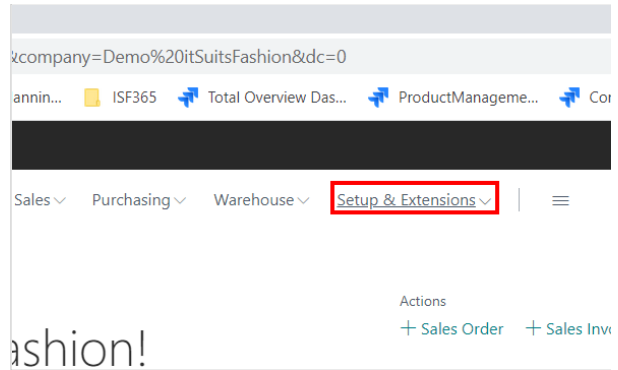 &company=Demo%20itSuitsFashion&dc=0
annin... ISF365 Total Overview Das... ProductManageme... Cor
Sales Purchasing Warehouse Setup & Extensions
Actions
+ Sales Order + Sales Invo
ashion!